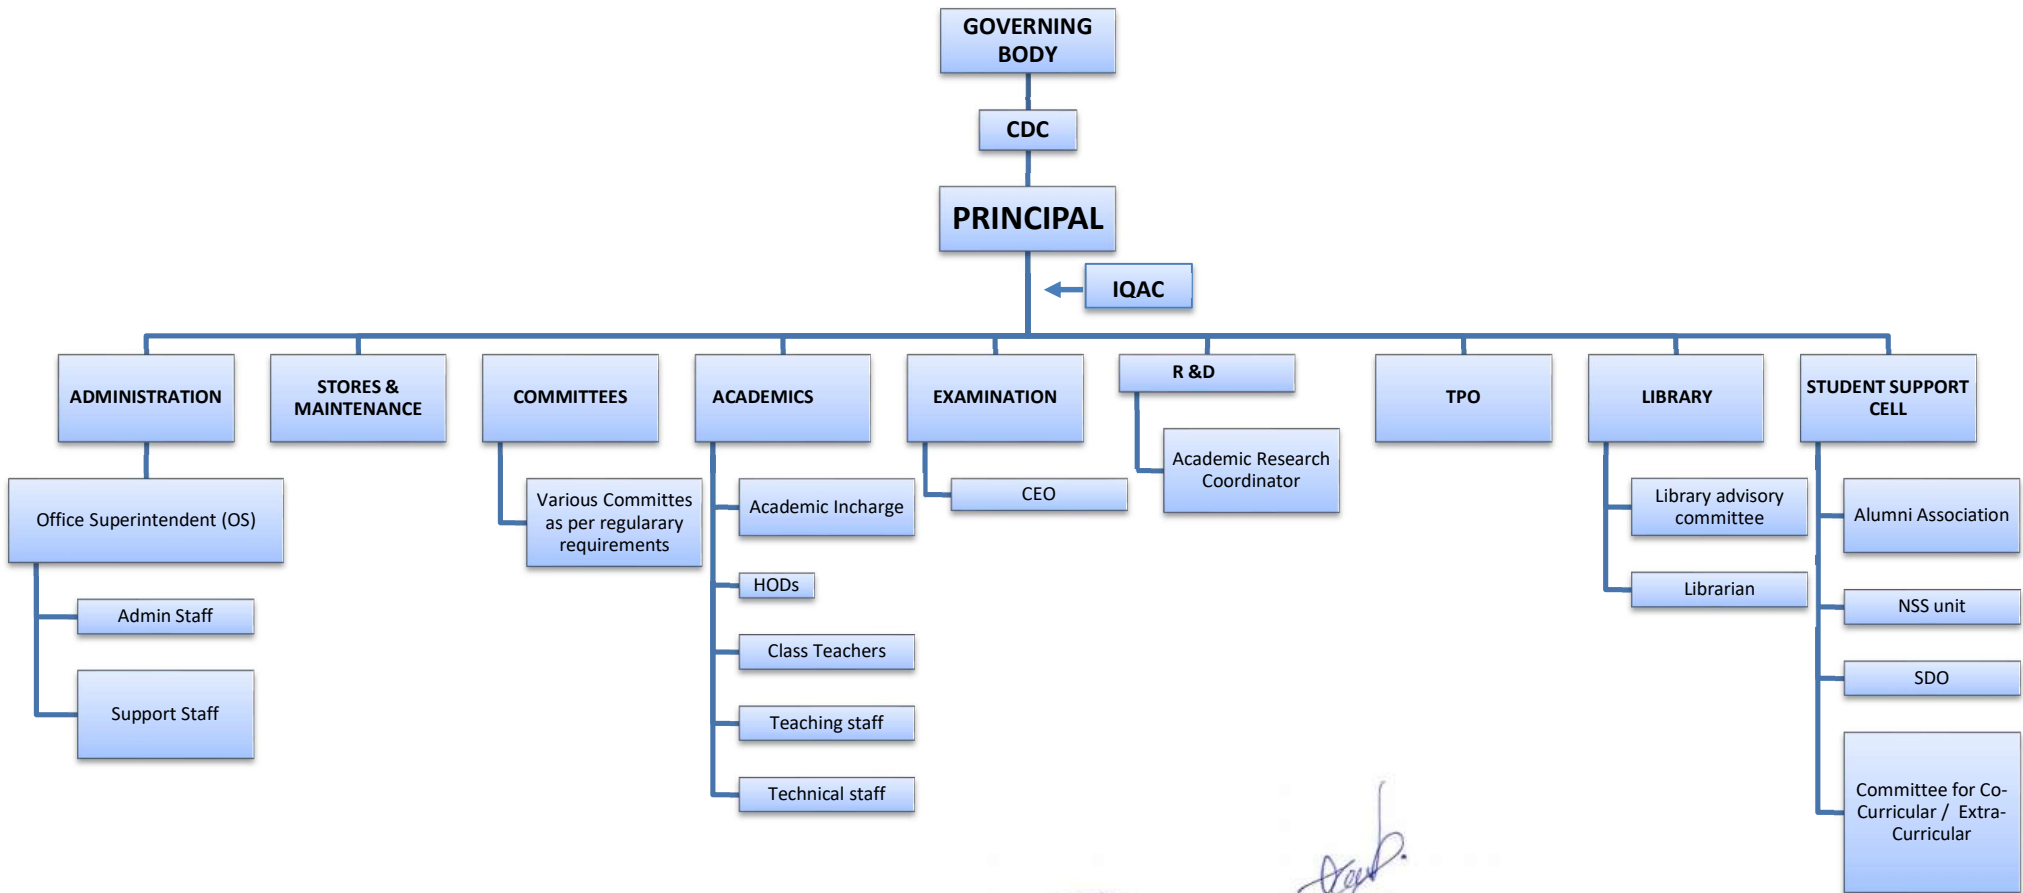 GOVERNING
BODY
CDC
PRINCIPAL
IQAC
ADMINISTRATION
STORES &
MAINTENANCE
COMMITTEES
ACADEMICS
EXAMINATION
R &D
TPO
LIBRARY
STUDENT SUPPORT
CELL
Office Superintendent (OS)
Admin Staff
Support Staff
Various Committes
as per regularary
requirements
Academic Incharge
HODs
Class Teachers
Teaching staff
Technical staff
CEO
Academic Research
Coordinator
Library advisory
committee
Librarian
Alumni Association
NSS unit
SDO
Committee for Co-
Curricular / Extra-
Curricular